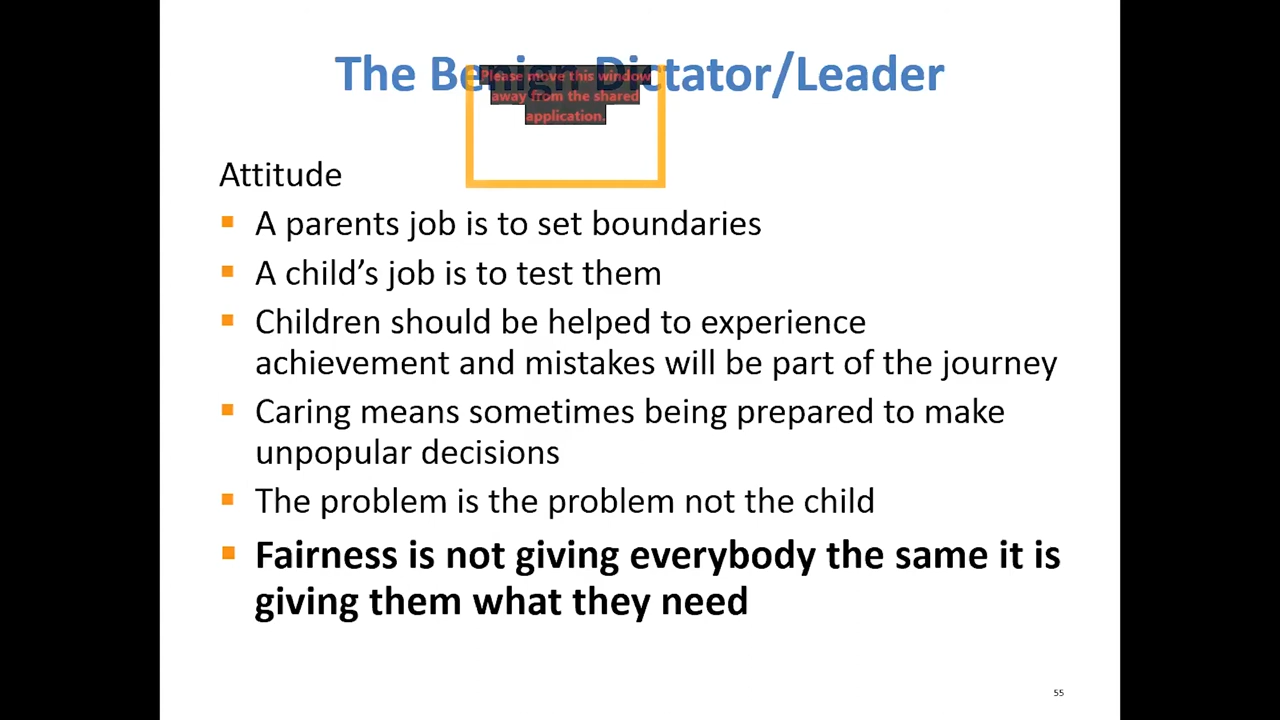 The Benign Dictator/Leader
Please move this window
away from the shared
application.
Attitude
▪ A parents job is to set boundaries
▪ A child’s job is to test them
▪ Children should be helped to experience
achievement and mistakes will be part of the journey
▪ Caring means sometimes being prepared to make
unpopular decisions
▪ The problem is the problem not the child
▪ Fairness is not giving everybody the same it is
giving them what they need
55